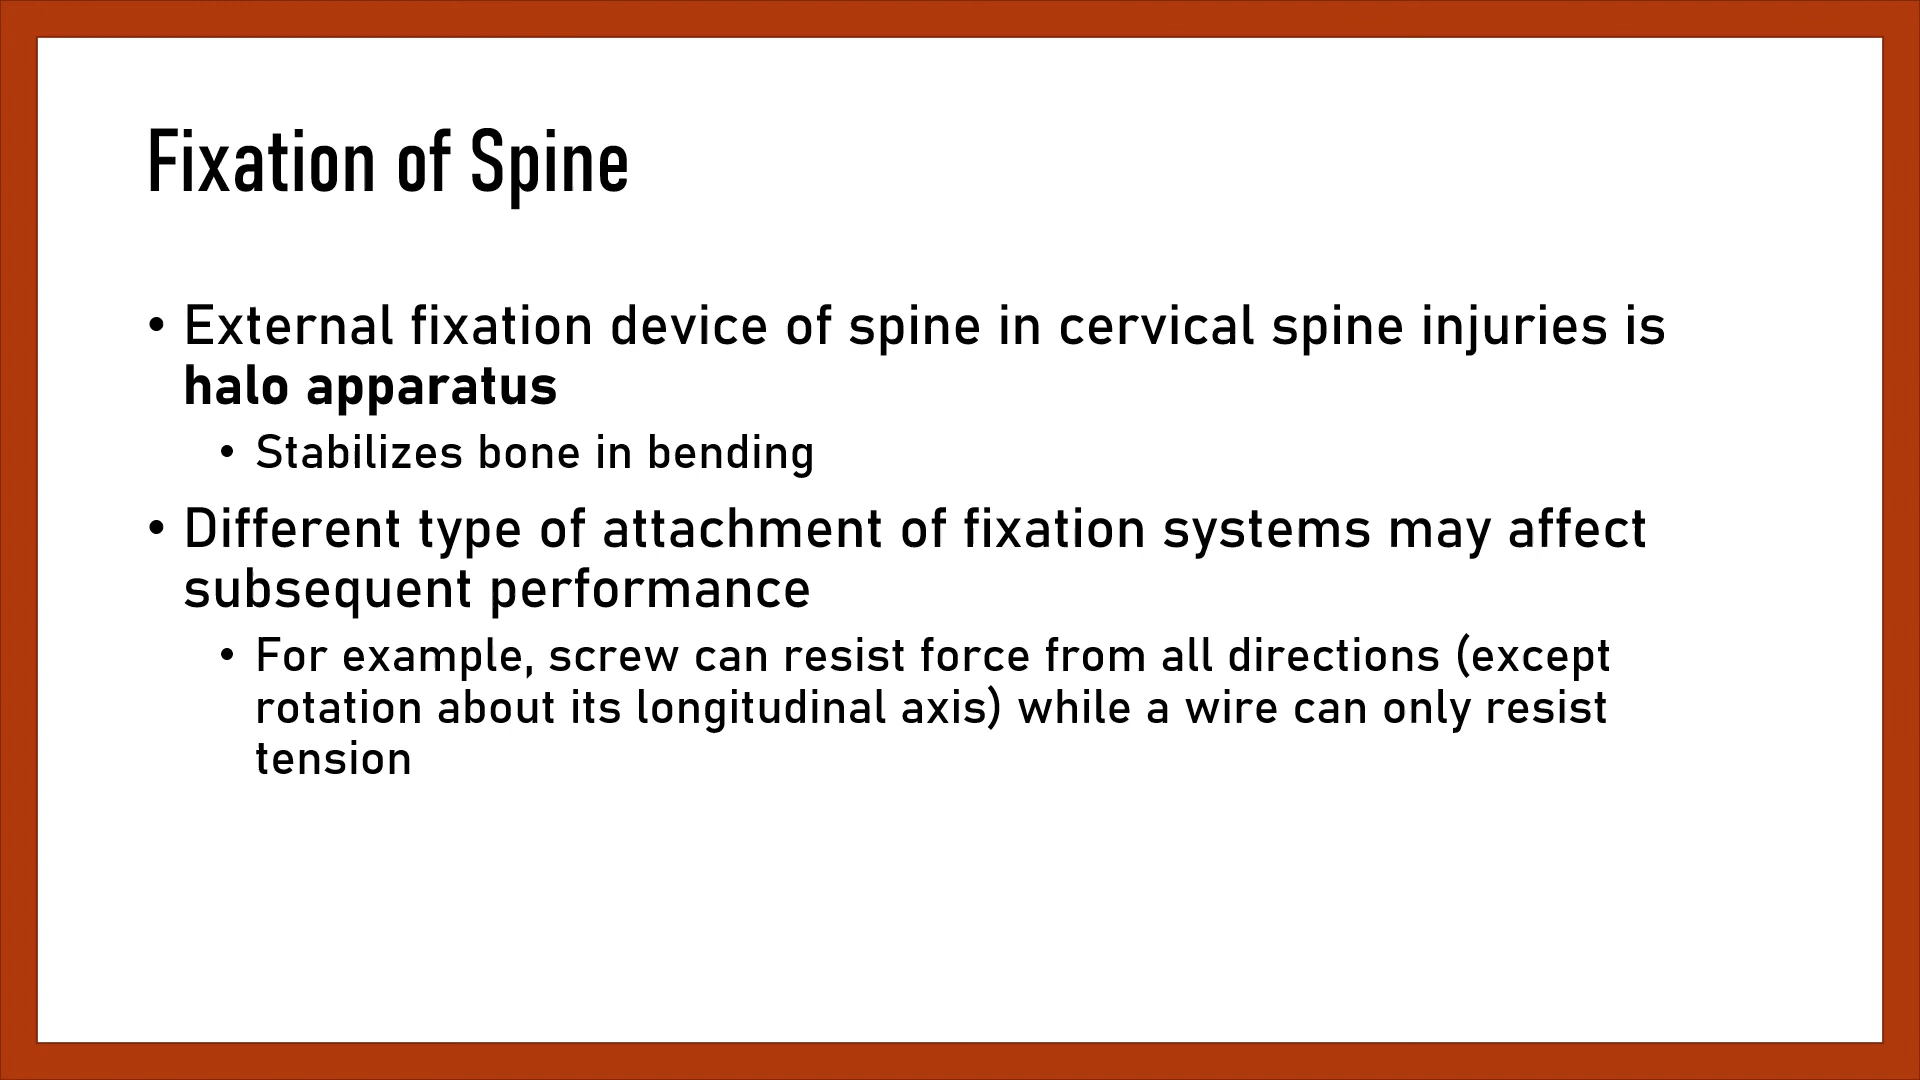 Fixation of Spine
• External fixation device of spine in cervical spine injuries is
halo apparatus
• Stabilizes bone in bending
• Different type of attachment of fixation systems may affect
subsequent performance
• For example, screw can resist force from all directions (except
rotation about its longitudinal axis) while a wire can only resist
tension